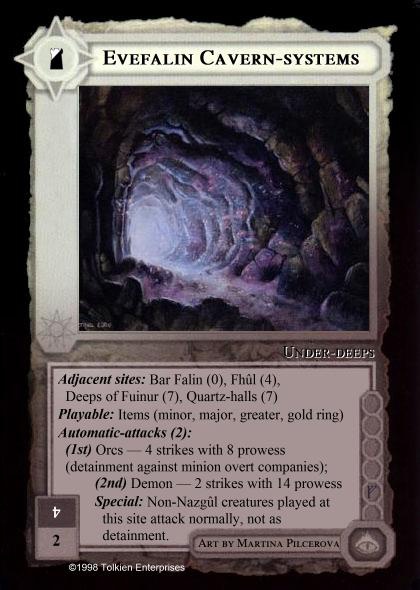 Evefalin Cavern-systems
Under-deeps
Adjacent sites: Bar Falin (0), Fhûl (4),
Deeps of Fuinur (7), Quartz-halls (7)
Playable: Items (minor, major, greater, gold ring)
Automatic-attacks (2):
(1st) Orcs — 4 strikes with 8 prowess
(detainment against minion overt companies);
(2nd) Demon — 2 strikes with 14 prowess
Special: Non-Nazgûl creatures played at
this site attack normally, not as
detainment.
4
2
Art by Martina Pilcerova
©1998 Tolkien Enterprises